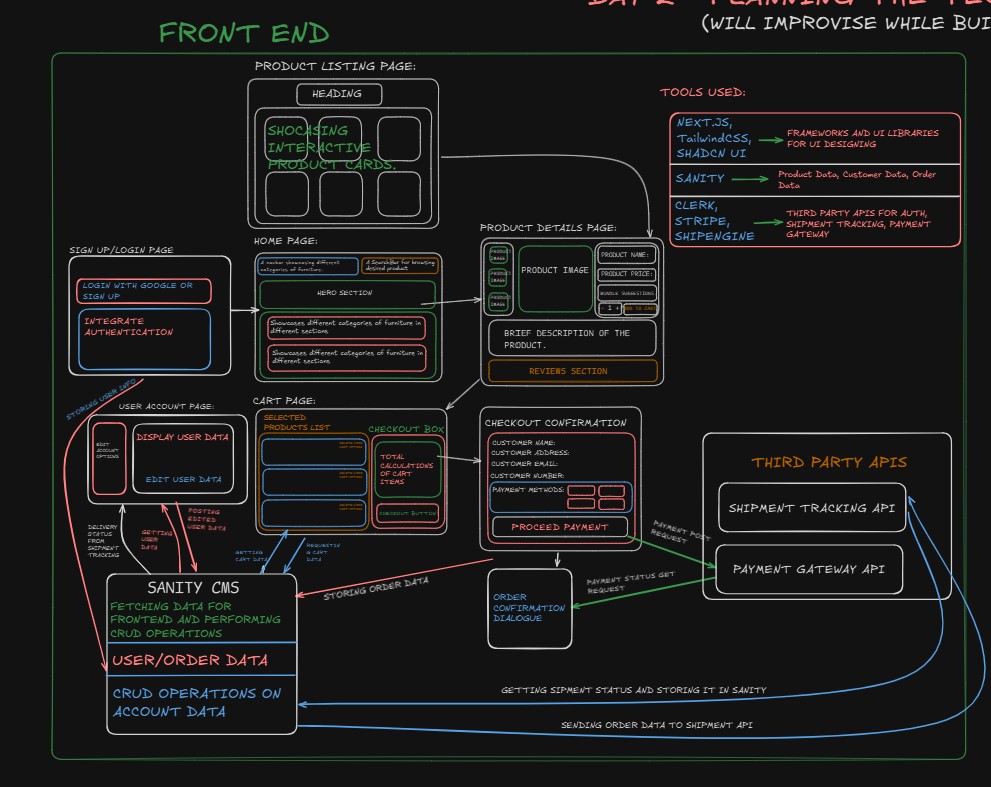 DAY 2 PLANNING THE
(WILL IMPROVISE WHILE BUI
FRONT END
PRODUCT LISTING PAGE:
HEADING
SHOCASING
INTERACTIVE
PRODUCT CARDS.
TOOLS USED:
NEXT.JS,
TailwindCSS,
SHADCN UI
FRAMEWORKS AND UI LIBRARIES
FOR UI DESIGNING
SANITY
Product Data, Customer Data, Order
Data
CLERK,
STRIPE,
SHIPENGINE
THIRD PARTY APIS FOR AUTH,
SHIPMENT TRACKING, PAYMENT
GATEWAY
SIGN UP/LOGIN PAGE
LOGIN WITH GOOGLE OR
SIGN UP
INTEGRATE
AUTHENTICATION
HOME PAGE:
A navbar showcasing different
categories of furniture.
A SearchBar for browsing
desired product
HERO SECTION
Showcases different categories of furniture in
different sections
Showcases different categories of furniture in
different sections
PRODUCT DETAILS PAGE:
PRODUCT
IMAGE
PRODUCT
IMAGE
PRODUCT
IMAGE
PRODUCT IMAGE
PRODUCT NAME:
PRODUCT PRICE:
BUNDLE SUGGESTIONS
- 1 +
ADD TO CART
BRIEF DESCRIPTION OF THE
PRODUCT.
REVIEWS SECTION
STORING USER INFO
USER ACCOUNT PAGE:
EDIT
ACCOUNT
OPTIONS
DISPLAY USER DATA
EDIT USER DATA
CART PAGE:
SELECTED
PRODUCTS LIST
CHECKOUT BOX
TOTAL
CALCULATIONS
OF CART
ITEMS
CHECKOUT BUTTON
CHECKOUT CONFIRMATION
CUSTOMER NAME:
CUSTOMER ADDRESS:
CUSTOMER EMAIL:
CUSTOMER NUMBER:
PAYMENT METHODS:
PROCEED PAYMENT
THIRD PARTY APIS
SHIPMENT TRACKING API
PAYMENT GATEWAY API
PAYMENT POST
REQUEST
PAYMENT STATUS GET
REQUEST
ORDER
CONFIRMATION
DIALOGUE
DELIVERY
STATUS
FROM
SHIPMENT
TRACKING
GETTING
USER
DATA
POSTING
EDITED
USER DATA
GETTING
CART DATA
REQUESTIN
G CART
DATA
STORING ORDER DATA
SANITY CMS
FETCHING DATA FOR
FRONTEND AND PERFORMING
CRUD OPERATIONS
USER/ORDER DATA
CRUD OPERATIONS ON
ACCOUNT DATA
GETTING SIPMENT STATUS AND STORING IT IN SANITY
SENDING ORDER DATA TO SHIPMENT API